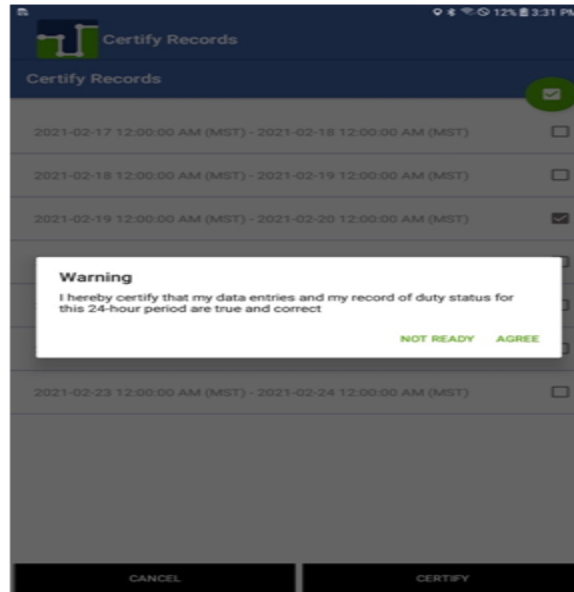 12% 3:31 PM
Certify Records
Certify Records
2021-02-17 12:00:00 AM (MST) - 2021-02-18 12:00:00 AM (MST)
2021-02-18 12:00:00 AM (MST) - 2021-02-19 12:00:00 AM (MST)
2021-02-19 12:00:00 AM (MST) - 2021-02-20 12:00:00 AM (MST)
Warning
I hereby certify that my data entries and my record of duty status for
this 24-hour period are true and correct
NOT READY AGREE
2021-02-23 12:00:00 AM (MST) - 2021-02-24 12:00:00 AM (MST)
CANCEL CERTIFY